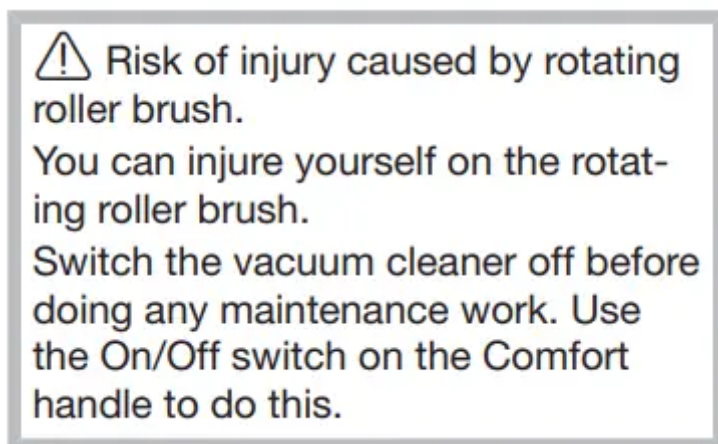 ⚠ Risk of injury caused by rotating
roller brush.
You can injure yourself on the rotat-
ing roller brush.
Switch the vacuum cleaner off before
doing any maintenance work. Use
the On/Off switch on the Comfort
handle to do this.